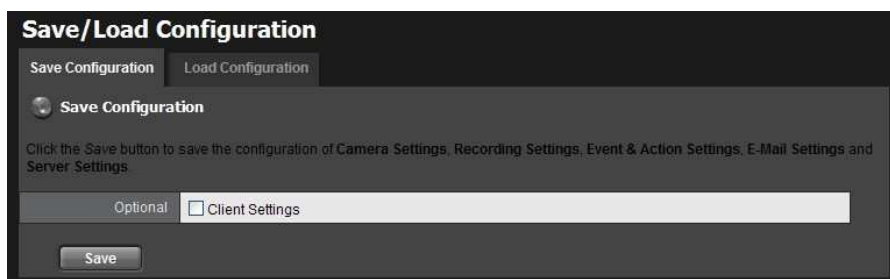 Save/Load Configuration
Save Configuration Load Configuration
Save Configuration
Click the Save button to save the configuration of Camera Settings, Recording Settings, Event & Action Settings, E-Mail Settings and
Server Settings.
Optional Client Settings
Save